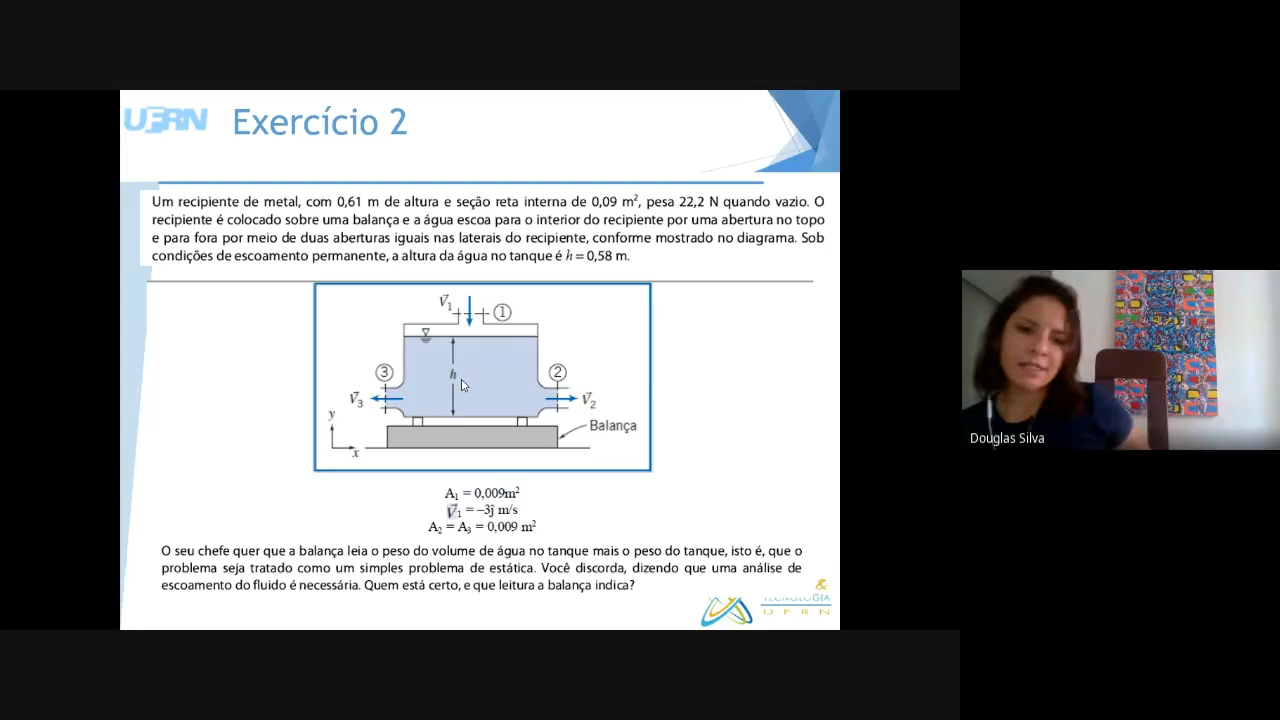 UFRN
Exercício 2
Um recipiente de metal, com 0,61 m de altura e seção reta interna de 0,09 m², pesa 22,2 N quando vazio. O
recipiente é colocado sobre uma balança e a água escoa para o interior do recipiente por uma abertura no topo
e para fora por meio de duas aberturas iguais nas laterais do recipiente, conforme mostrado no diagrama. Sob
condições de escoamento permanente, a altura da água no tanque é h = 0,58 m.
V⃗₁
①
③
h
②
V⃗₃
V⃗₂
y
Balança
x
A₁ = 0,009m²
V⃗₁ = –3ĵ m/s
A₂ = A₃ = 0,009 m²
O seu chefe quer que a balança leia o peso do volume de água no tanque mais o peso do tanque, isto é, que o
problema seja tratado como um simples problema de estática. Você discorda, dizendo que uma análise de
escoamento do fluido é necessária. Quem está certo, e que leitura a balança indica?
&
TECNOLOGIA
UFRN
Douglas Silva